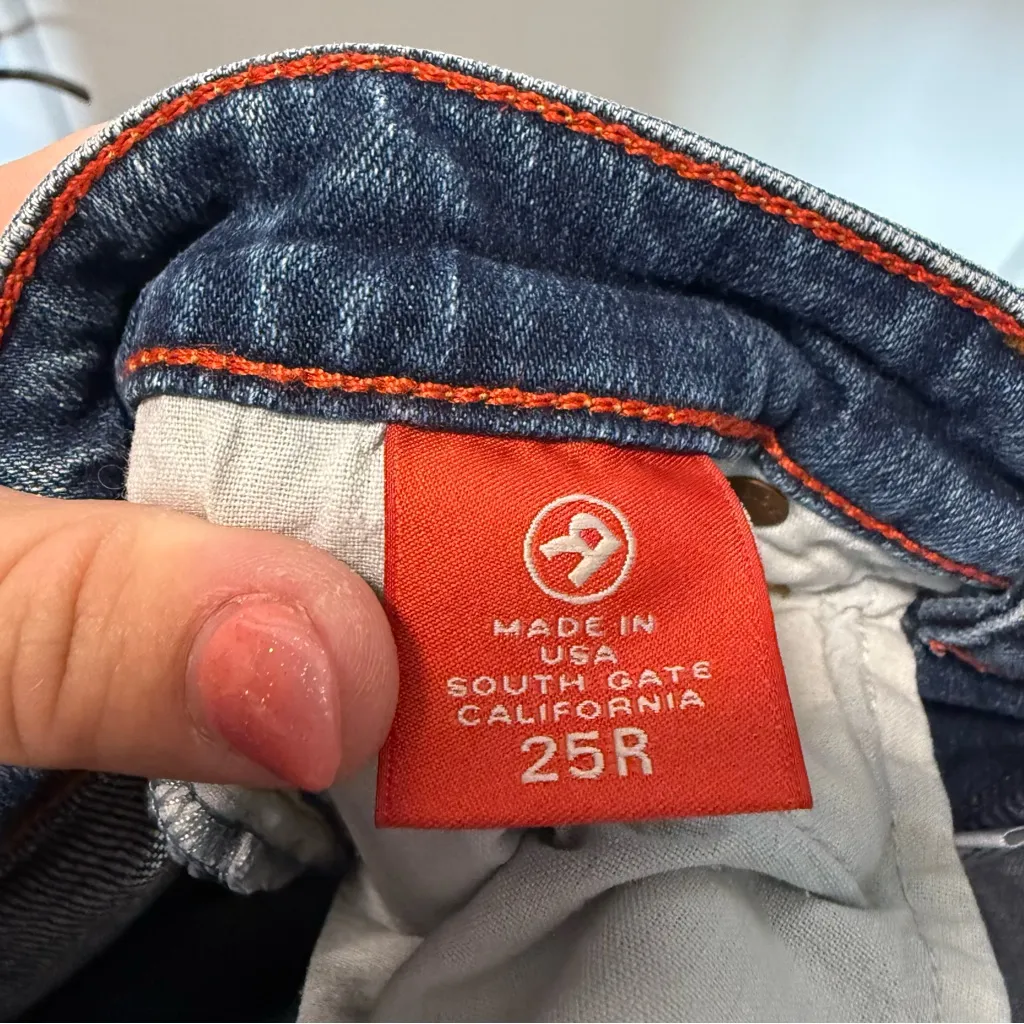 MADE IN
USA
SOUTH GATE
CALIFORNIA
25R